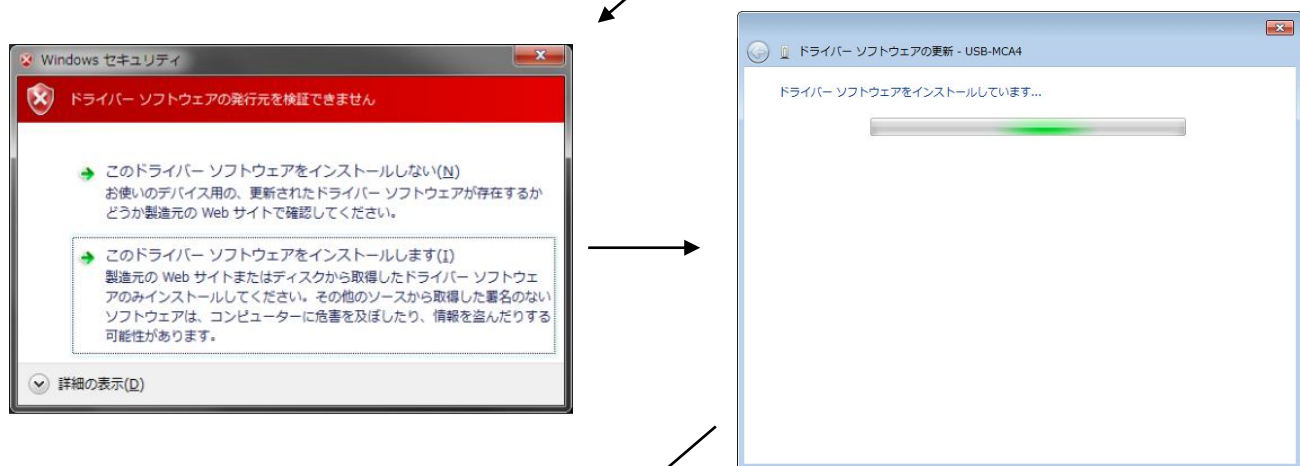 Windows セキュリティ
ドライバー ソフトウェアの発行元を検証できません
このドライバー ソフトウェアをインストールしない(N)
お使いのデバイス用の、更新されたドライバー ソフトウェアが存在するか
どうか製造元の Web サイトで確認してください。
このドライバー ソフトウェアをインストールします(I)
製造元の Web サイトまたはディスクから取得したドライバー ソフトウェ
アのみインストールしてください。その他のソースから取得した署名のない
ソフトウェアは、コンピューターに危害を及ぼしたり、情報を盗んだりする
可能性があります。
詳細の表示(D)
ドライバー ソフトウェアの更新 - USB-MCA4
ドライバー ソフトウェアをインストールしています...